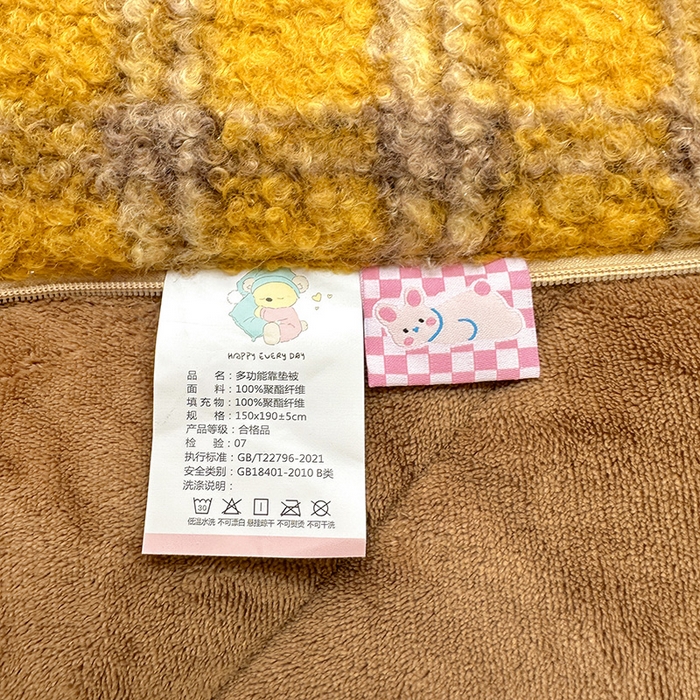 HAPPY EVERY DAY
品 名：多功能靠垫被
面 料：100%聚酯纤维
填 充 物：100%聚酯纤维
规 格：150x190±5cm
产品等级：合格品
检 验：07
执行标准：GB/T22796-2021
安全类别：GB18401-2010 B类
洗涤说明：
30
低温水洗 不可漂白 悬挂晾干 不可熨烫 不可干洗